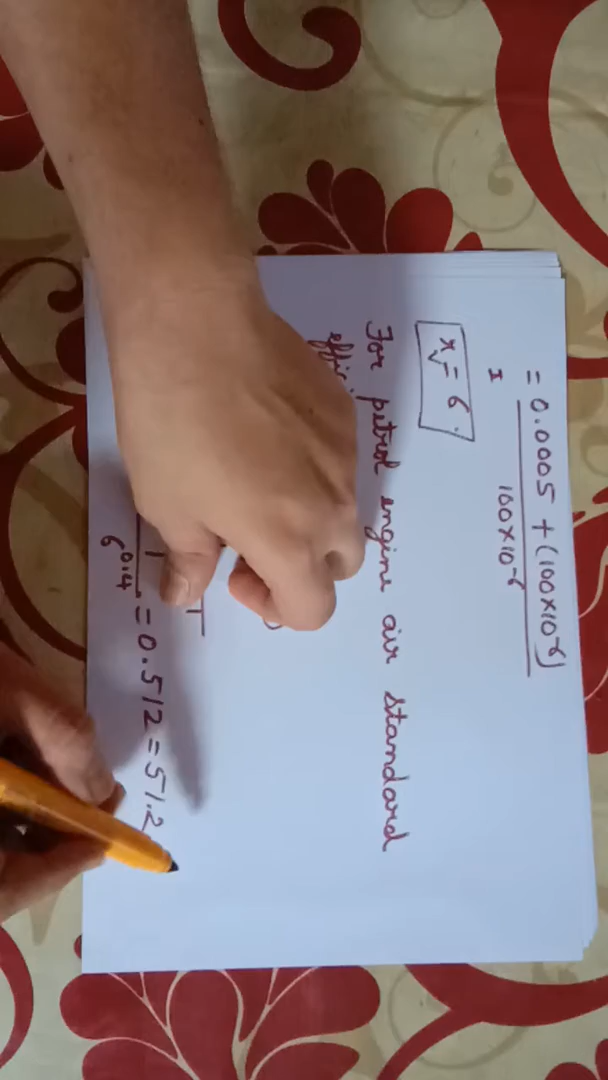 = 0.0005 + (100×10⁻⁶)
100×10⁻⁶
r = 6.
For petrol engine air standard
effici
1
6^0.4 = 0.512 = 51.2